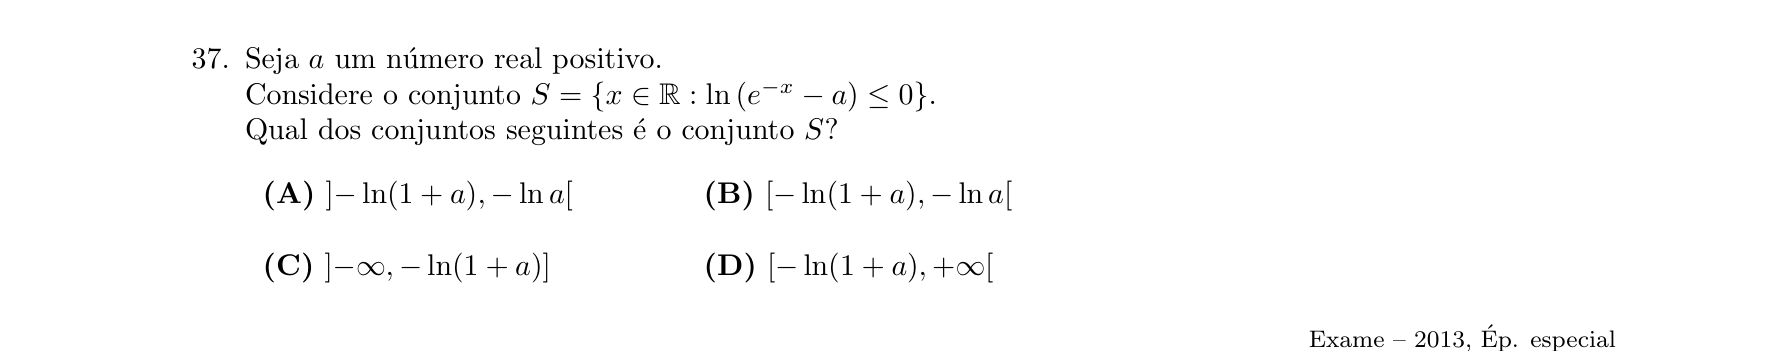 37. Seja a um número real positivo.
Considere o conjunto S = {x ∈ ℝ : ln (e⁻ˣ − a) ≤ 0}.
Qual dos conjuntos seguintes é o conjunto S?
(A) ]− ln(1 + a), − ln a[ (B) [− ln(1 + a), − ln a[
(C) ]−∞, − ln(1 + a)] (D) [− ln(1 + a), +∞[
Exame – 2013, Ép. especial